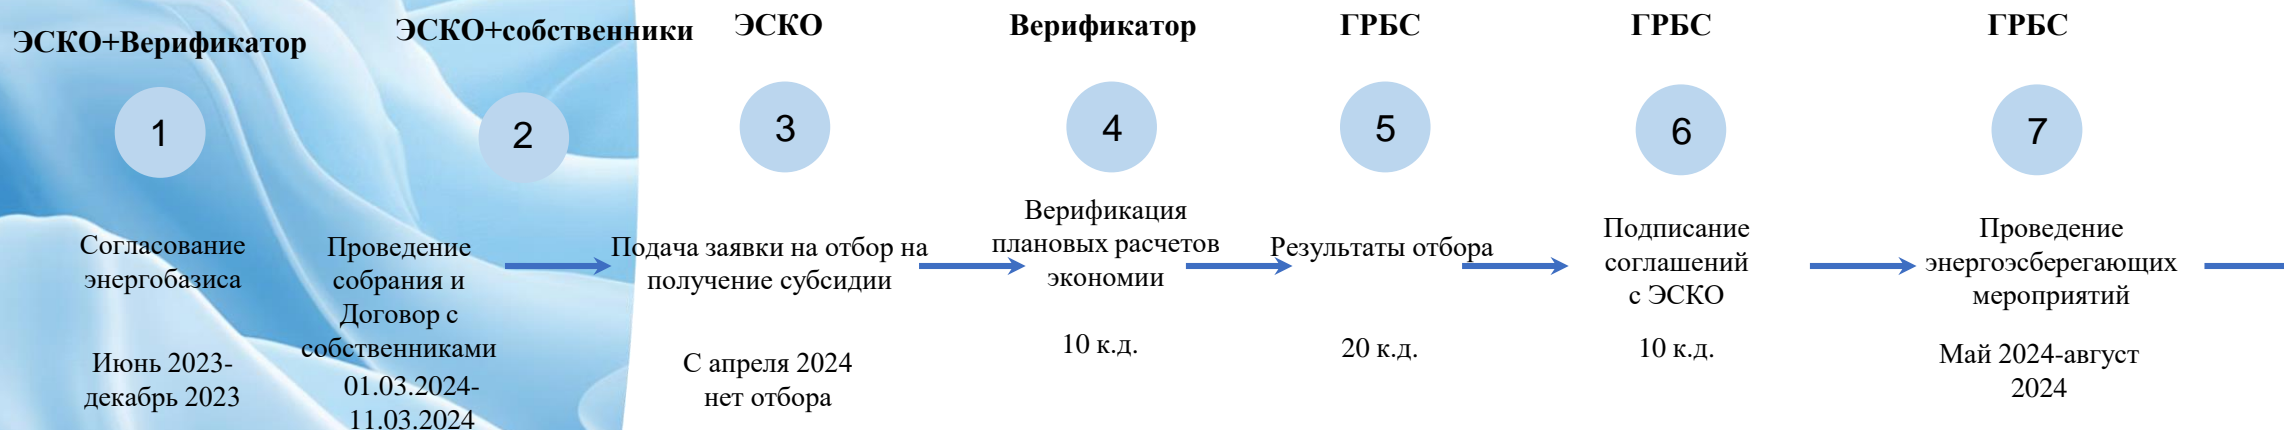 ЭСКО+Верификатор
ЭСКО+собственники
ЭСКО
Верификатор
ГРБС
ГРБС
ГРБС
1
2
3
4
5
6
7
Согласование
энергобазиса
Июнь 2023-
декабрь 2023
Проведение
собрания и
Договор с
собственниками
01.03.2024-
11.03.2024
Подача заявки на отбор на
получение субсидии
С апреля 2024
нет отбора
Верификация
плановых расчетов
экономии
10 к.д.
Результаты отбора
20 к.д.
Подписание
соглашений
с ЭСКО
10 к.д.
Проведение
энергоэсберегающих
мероприятий
Май 2024-август
2024